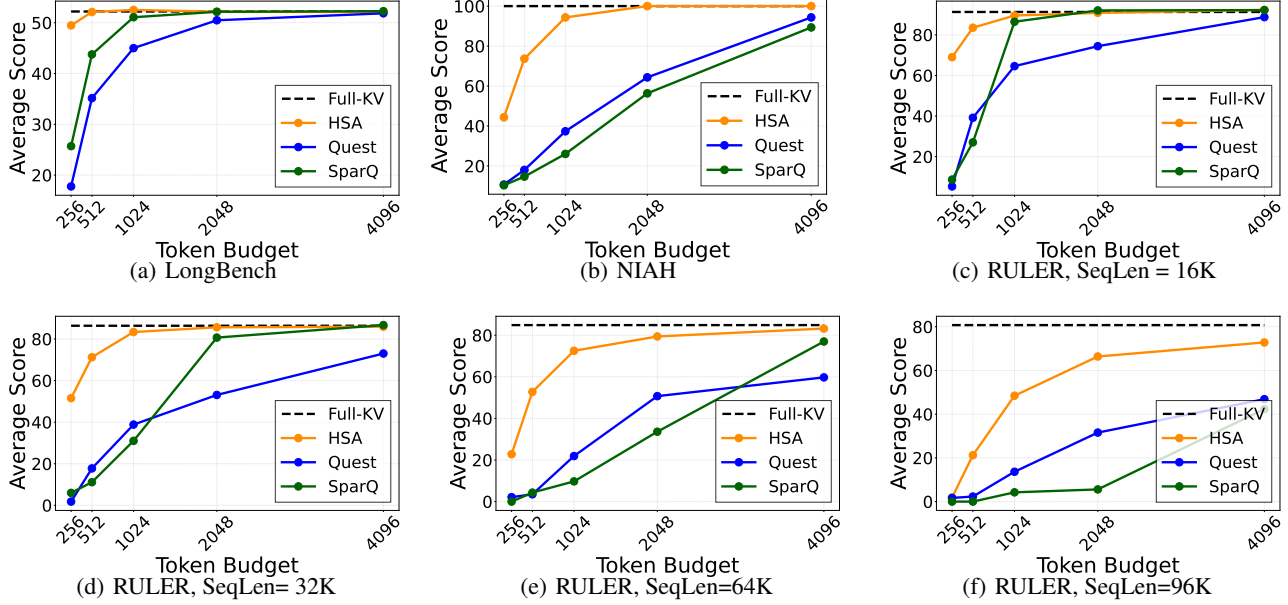 Average Score
50
40
30
20
Full-KV
HSA
Quest
SparQ
256
512
1024
2048
4096
Token Budget
(a) LongBench
Average Score
100
80
60
40
20
Full-KV
HSA
Quest
SparQ
256
512
1024
2048
4096
Token Budget
(b) NIAH
Average Score
80
60
40
20
Full-KV
HSA
Quest
SparQ
256
512
1024
2048
4096
Token Budget
(c) RULER, SeqLen = 16K
Average Score
80
60
40
20
0
Full-KV
HSA
Quest
SparQ
256
512
1024
2048
4096
Token Budget
(d) RULER, SeqLen= 32K
Average Score
80
60
40
20
0
Full-KV
HSA
Quest
SparQ
256
512
1024
2048
4096
Token Budget
(e) RULER, SeqLen=64K
Average Score
80
60
40
20
0
Full-KV
HSA
Quest
SparQ
256
512
1024
2048
4096
Token Budget
(f) RULER, SeqLen=96K